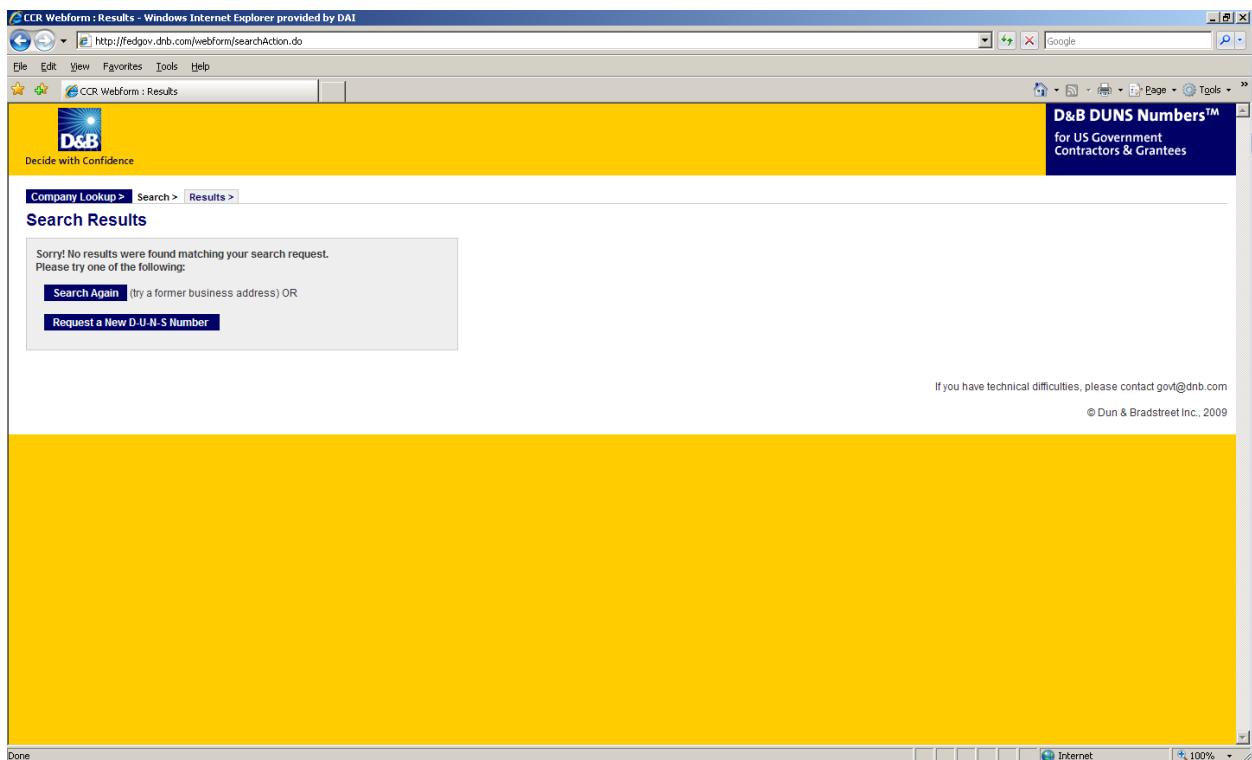 CCR Webform : Results - Windows Internet Explorer provided by DAI
http://fedgov.dnb.com/webform/searchAction.do
Google
File Edit View Favorites Tools Help
CCR Webform : Results
Page Tools »
D&B
Decide with Confidence
D&B DUNS Numbers™
for US Government
Contractors & Grantees
Company Lookup > Search > Results >
Search Results
Sorry! No results were found matching your search request.
Please try one of the following:
Search Again (try a former business address) OR
Request a New D-U-N-S Number
If you have technical difficulties, please contact govt@dnb.com
© Dun & Bradstreet Inc., 2009
Done
Internet
100%